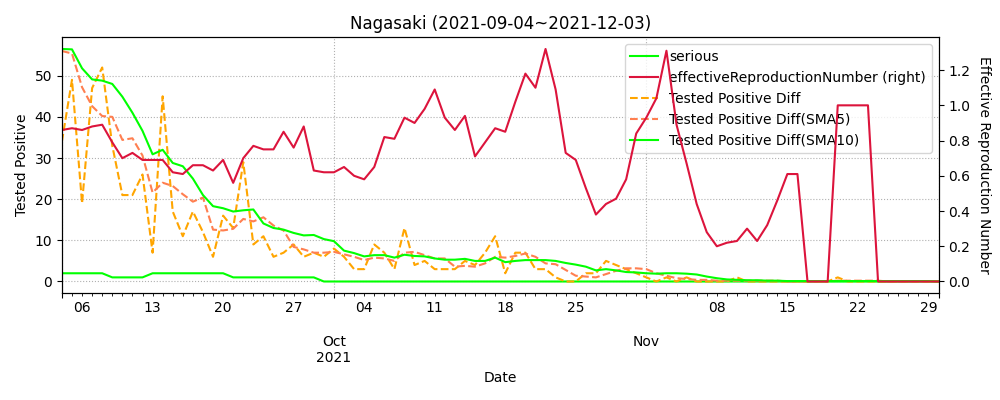 Nagasaki (2021-09-04~2021-12-03)
serious
effectiveReproductionNumber (right)
Tested Positive Diff
Tested Positive Diff(SMA5)
Tested Positive Diff(SMA10)
Tested Positive
50
40
30
20
10
0
Effective Reproduction Number
1.2
1.0
0.8
0.6
0.4
0.2
0.0
06 13 20 27 04 11 18 25 08 15 22 29
Oct Nov
2021
Date